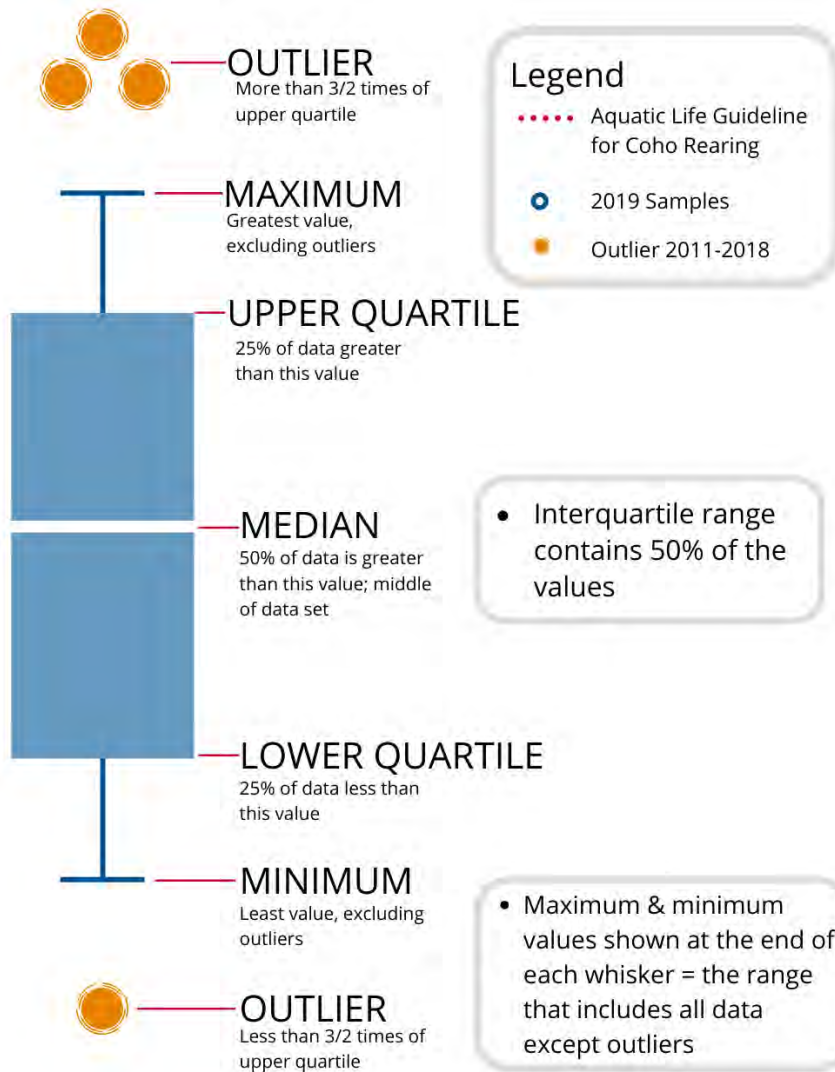 OUTLIER
More than 3/2 times of
upper quartile
MAXIMUM
Greatest value,
excluding outliers
UPPER QUARTILE
25% of data greater
than this value
MEDIAN
50% of data is greater
than this value; middle
of data set
LOWER QUARTILE
25% of data less than
this value
MINIMUM
Least value, excluding
outliers
OUTLIER
Less than 3/2 times of
upper quartile
Legend
Aquatic Life Guideline
for Coho Rearing
2019 Samples
Outlier 2011-2018
• Interquartile range
contains 50% of the
values
• Maximum & minimum
values shown at the end of
each whisker = the range
that includes all data
except outliers